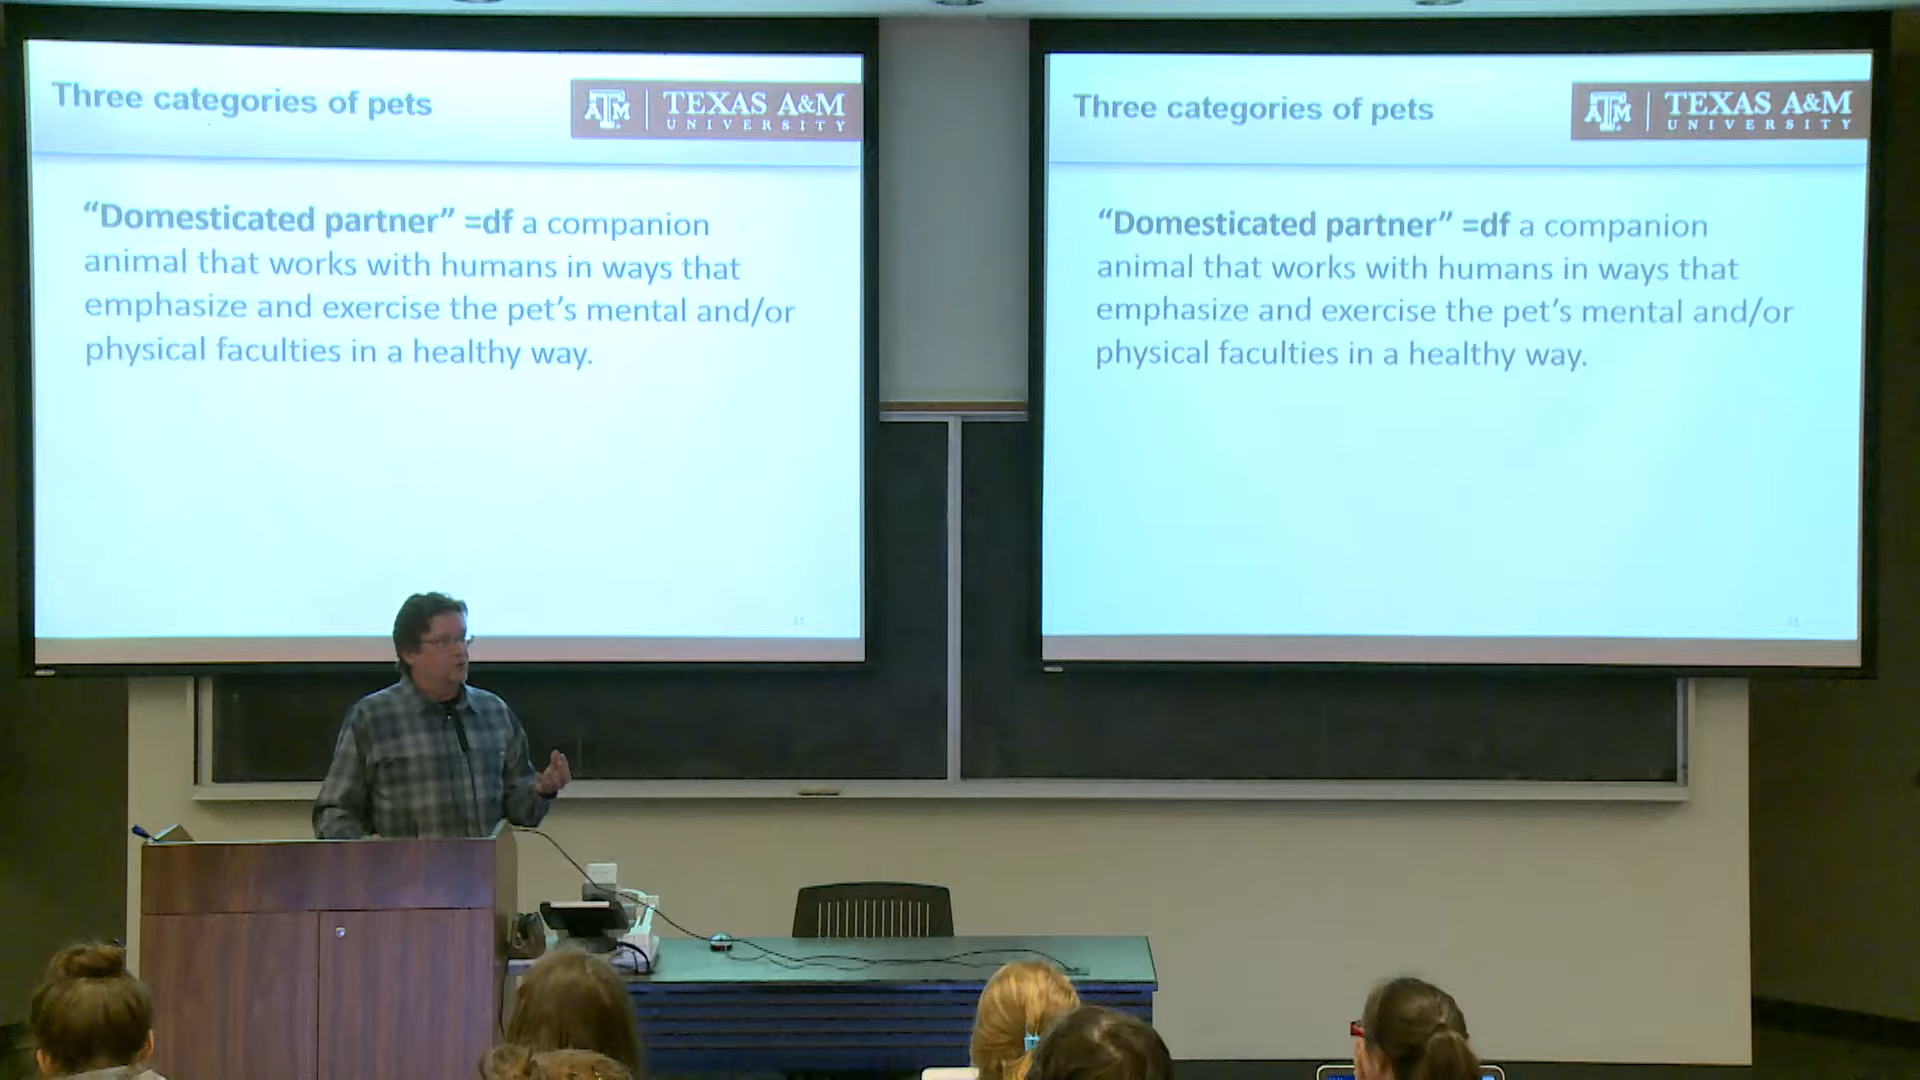 Three categories of pets
ATM TEXAS A&M
UNIVERSITY
“Domesticated partner” =df a companion
animal that works with humans in ways that
emphasize and exercise the pet’s mental and/or
physical faculties in a healthy way.
Three categories of pets
ATM TEXAS A&M
UNIVERSITY
“Domesticated partner” =df a companion
animal that works with humans in ways that
emphasize and exercise the pet’s mental and/or
physical faculties in a healthy way.